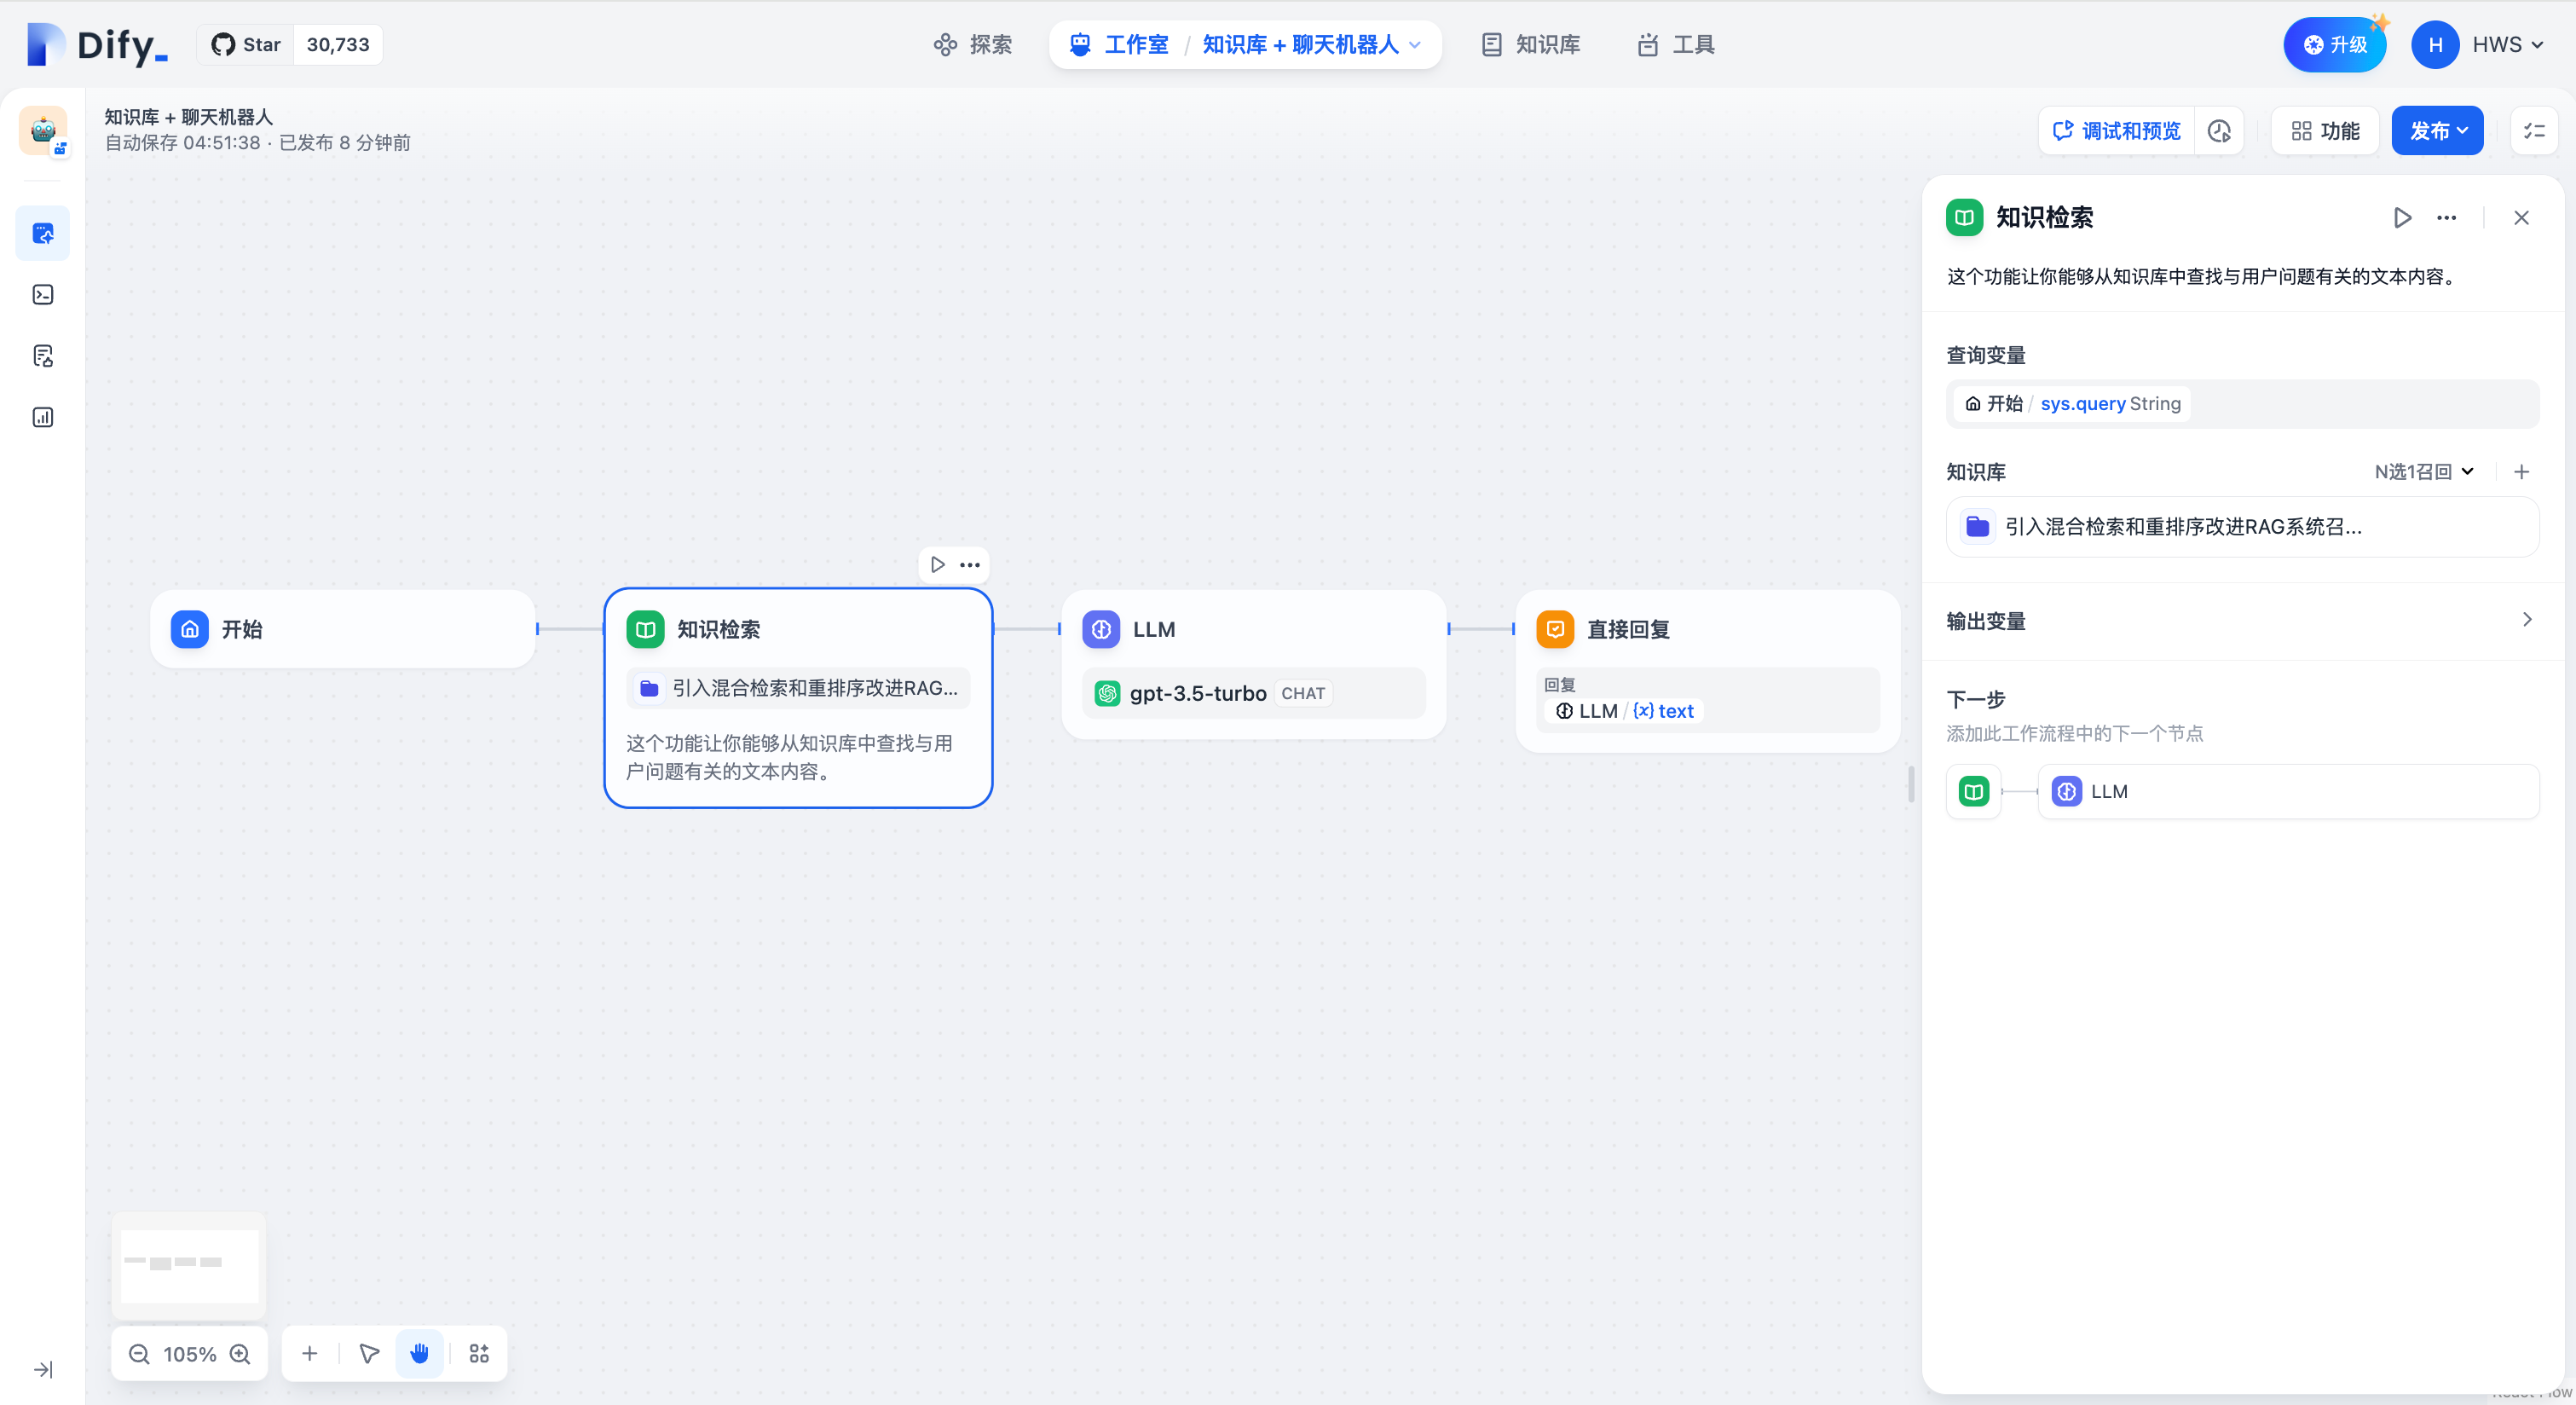 Dify_
Star 30,733
探索
工作室 / 知识库 + 聊天机器人
知识库
工具
升级
H HWS
知识库 + 聊天机器人
自动保存 04:51:38 · 已发布 8 分钟前
调试和预览
功能
发布
知识检索
这个功能让你能够从知识库中查找与用户问题有关的文本内容。
查询变量
开始 / sys.query String
知识库
N选1召回
引入混合检索和重排序改进RAG系统召...
输出变量
下一步
添加此工作流程中的下一个节点
LLM
开始
知识检索
引入混合检索和重排序改进RAG...
这个功能让你能够从知识库中查找与用
户问题有关的文本内容。
LLM
gpt-3.5-turbo CHAT
直接回复
回复
LLM / {x} text
105%
React Flow